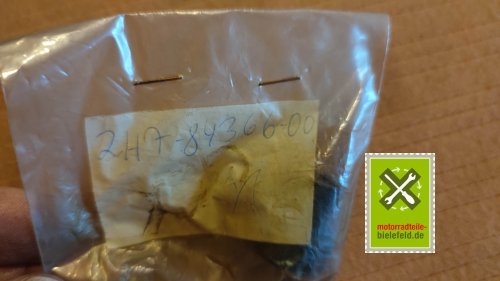 2H7-84366-00
motorradteile-
bielefeld.de